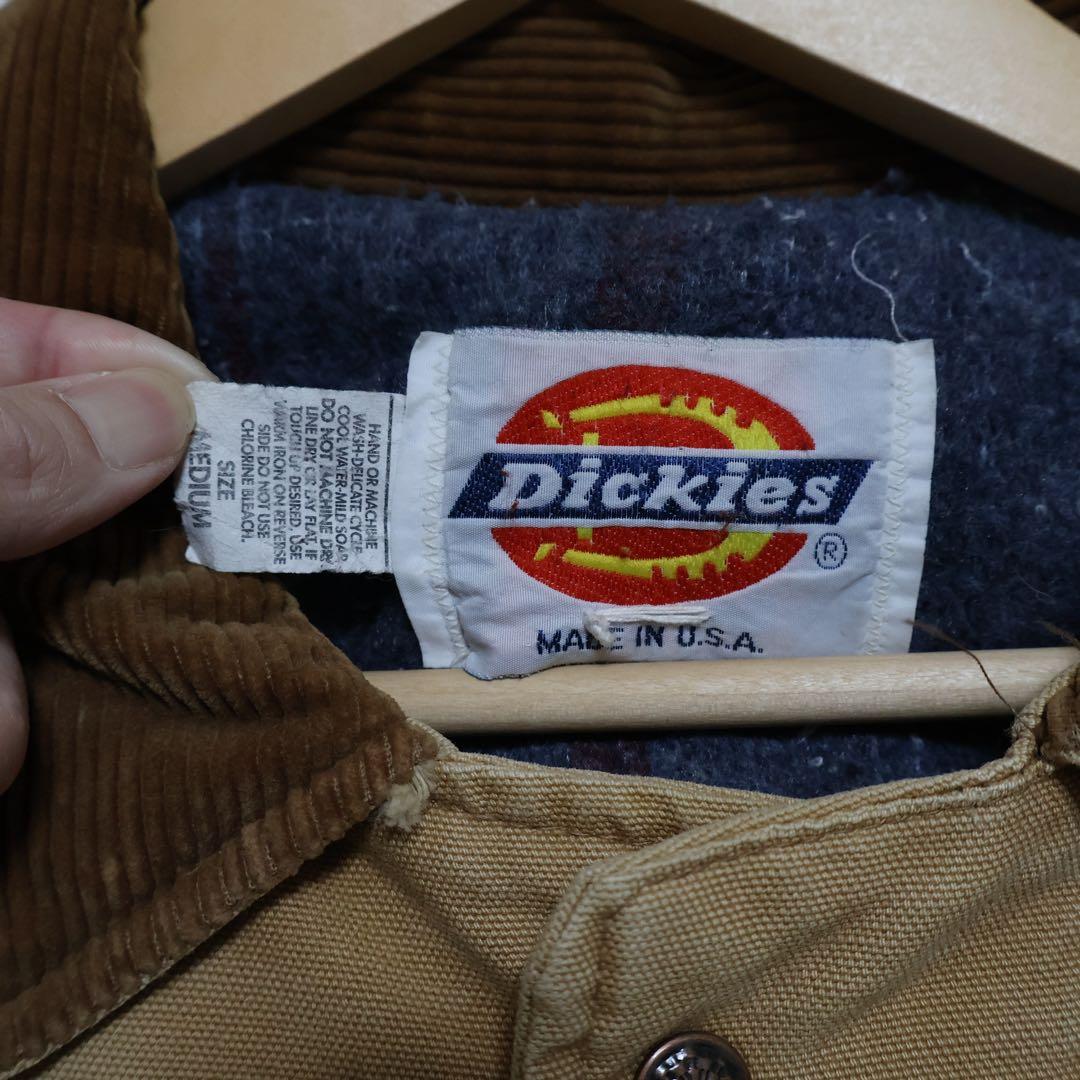 HAND OR MACHINE
WASH-DELICATE CYCLE
COOL WATER-MILD SOAP
DO NOT MACHINE DRY
LINE DRY OR LAY FLAT, IF
TOUCH UP DESIRED, USE
WARM IRON ON REVERSE
SIDE DO NOT USE
CHLORINE BLEACH.
SIZE
MEDIUM
Dickies
®
MADE IN U.S.A.